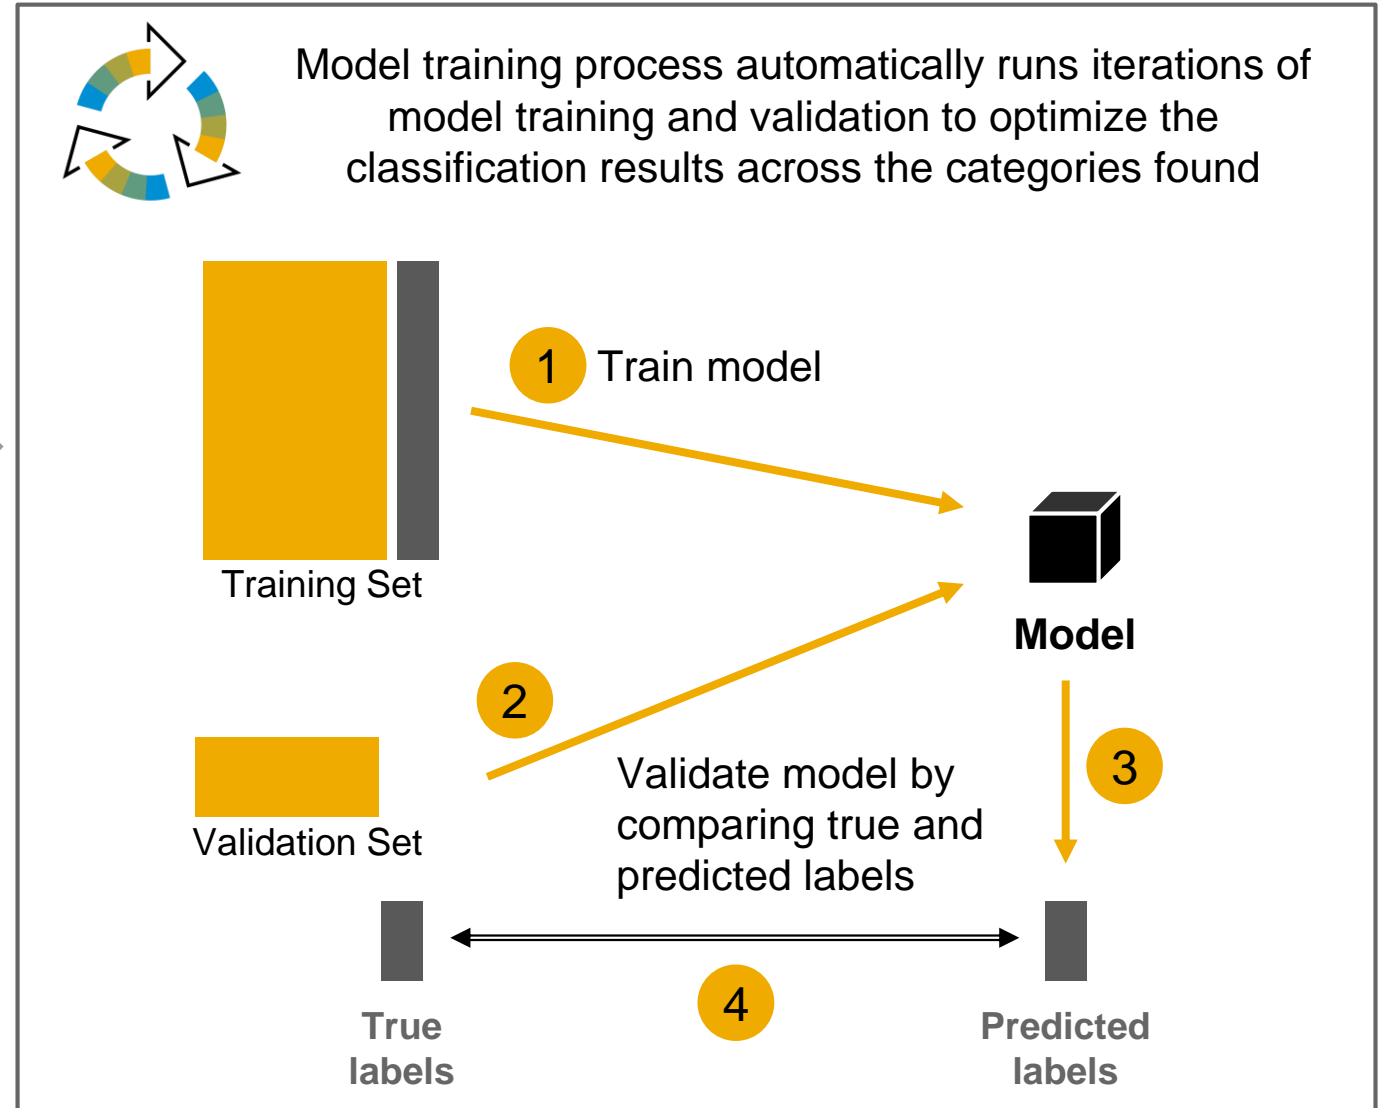 Model training process automatically runs iterations of
model training and validation to optimize the
classification results across the categories found
1 Train model
Training Set
Model
2
3
Validate model by
comparing true and
predicted labels
Validation Set
4
True
labels
Predicted
labels